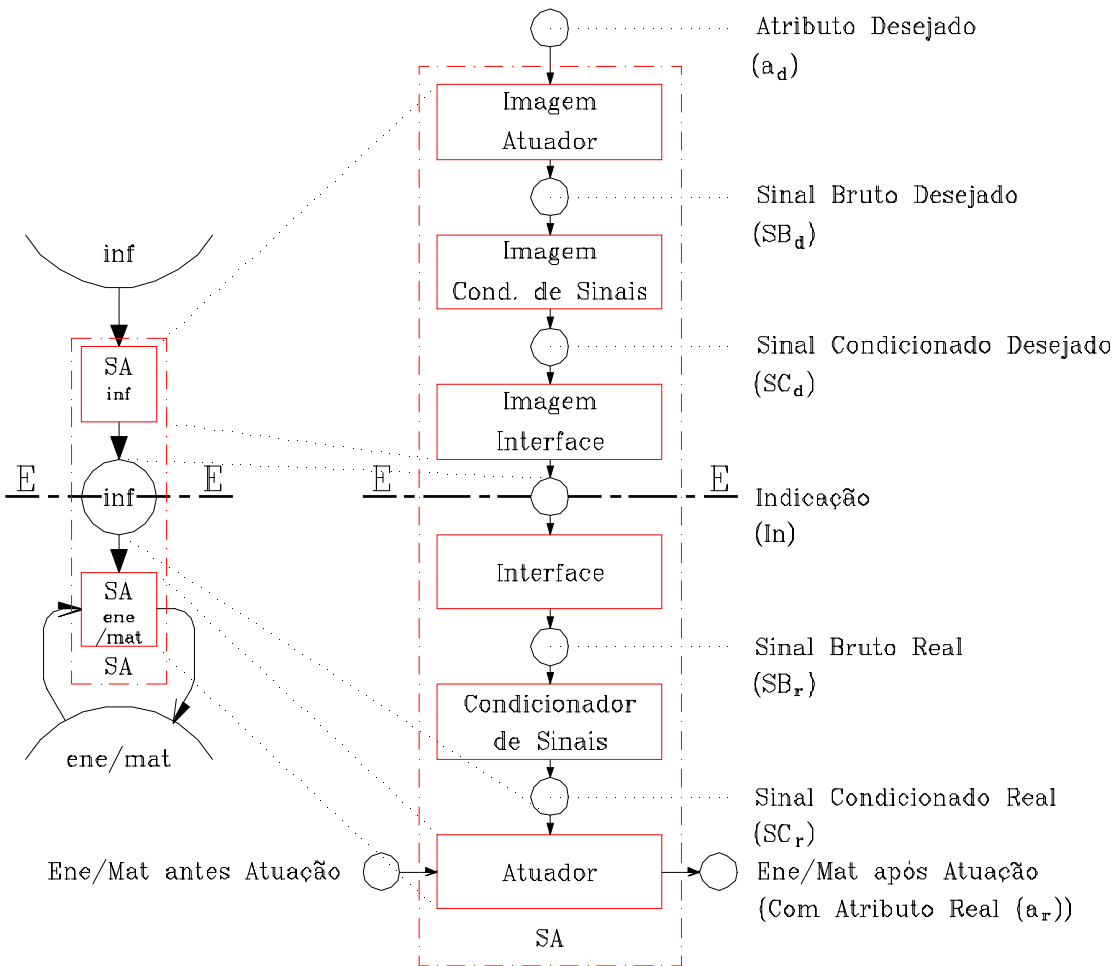 inf
SA
inf
E
E
inf
SA
ene
/mat
SA
ene/mat
Atributo Desejado
(a_d)
Imagem
Atuador
Sinal Bruto Desejado
(SB_d)
Imagem
Cond. de Sinais
Sinal Condicionado Desejado
(SC_d)
Imagem
Interface
E
E
Indicação
(In)
Interface
Sinal Bruto Real
(SB_r)
Condicionador
de Sinais
Sinal Condicionado Real
(SC_r)
Ene/Mat antes Atuação
Atuador
Ene/Mat após Atuação
(Com Atributo Real (a_r))
SA